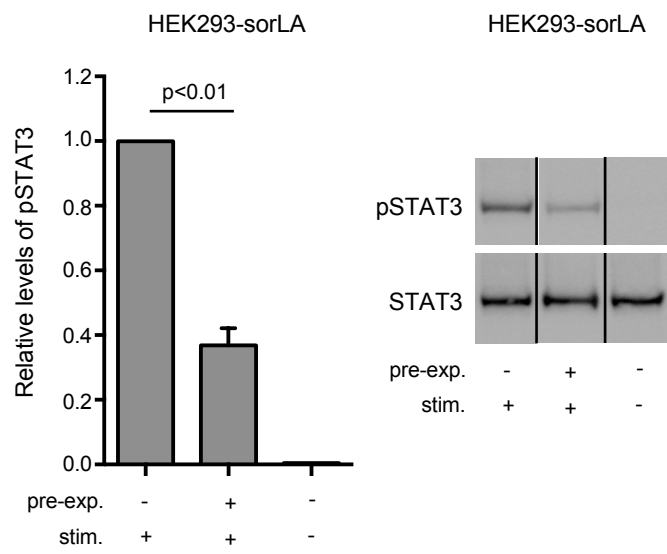 HEK293-sorLA
HEK293-sorLA
Relative levels of pSTAT3
1.2
1.0
0.8
0.6
0.4
0.2
0.0
p<0.01
pre-exp. - + -
stim. + + -
pSTAT3
STAT3
pre-exp. - + -
stim. + + -